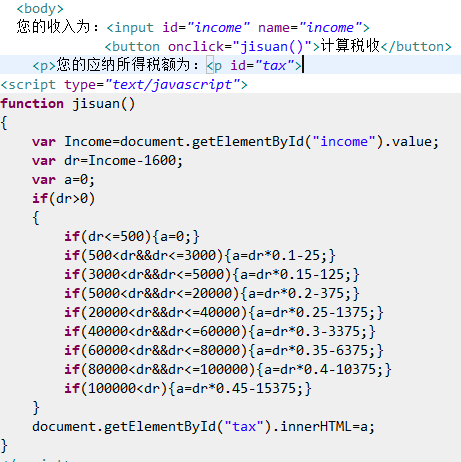 <body>
您的收入为：<input id="income" name="income">
<button onclick="jisuan()">计算税收</button>
<p>您的应纳所得税额为：<p id="tax">
<script type="text/javascript">
function jisuan()
{
var Income=document.getElementById("income").value;
var dr=Income-1600;
var a=0;
if(dr>0)
{
if(dr<=500){a=0;}
if(500<dr&&dr<=3000){a=dr*0.1-25;}
if(3000<dr&&dr<=5000){a=dr*0.15-125;}
if(5000<dr&&dr<=20000){a=dr*0.2-375;}
if(20000<dr&&dr<=40000){a=dr*0.25-1375;}
if(40000<dr&&dr<=60000){a=dr*0.3-3375;}
if(60000<dr&&dr<=80000){a=dr*0.35-6375;}
if(80000<dr&&dr<=100000){a=dr*0.4-10375;}
if(100000<dr){a=dr*0.45-15375;}
}
document.getElementById("tax").innerHTML=a;
}